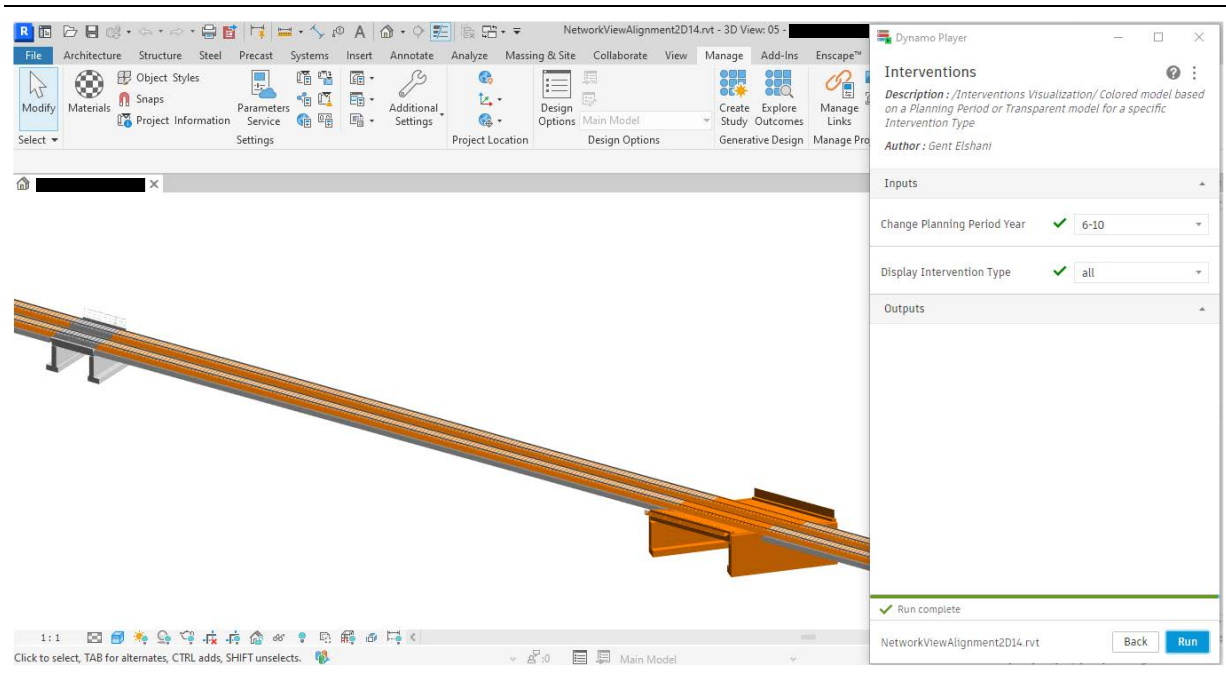 R
NetworkViewAlignment2D14.rvt - 3D View: 05 -
File Architecture Structure Steel Precast Systems Insert Annotate Analyze Massing & Site Collaborate View Manage Add-Ins Enscape™
Modify
Materials
Object Styles
Snaps
Project Information
Parameters Service
Additional Settings
Design Options
Main Model
Create Study
Explore Outcomes
Manage Links
Select
Settings
Project Location
Design Options
Generative Design
Manage Pro
Dynamo Player
Interventions
Description : /Interventions Visualization/ Colored model based
on a Planning Period or Transparent model for a specific
Intervention Type
Author : Gent Elshani
Inputs
Change Planning Period Year 6-10
Display Intervention Type all
Outputs
Run complete
NetworkViewAlignment2D14.rvt Back Run
1:1
Click to select, TAB for alternates, CTRL adds, SHIFT unselects.
:0
Main Model